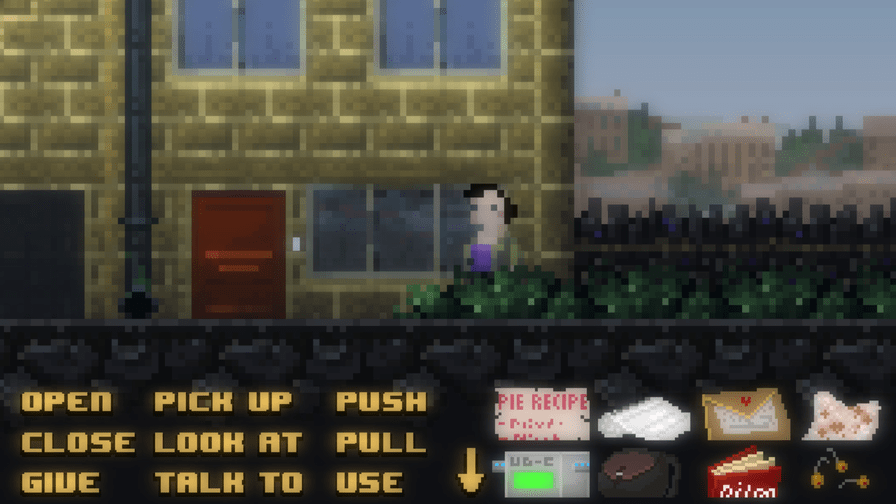 OPEN PICK UP PUSH
CLOSE LOOK AT PULL
GIVE TALK TO USE
PIE RECIPE